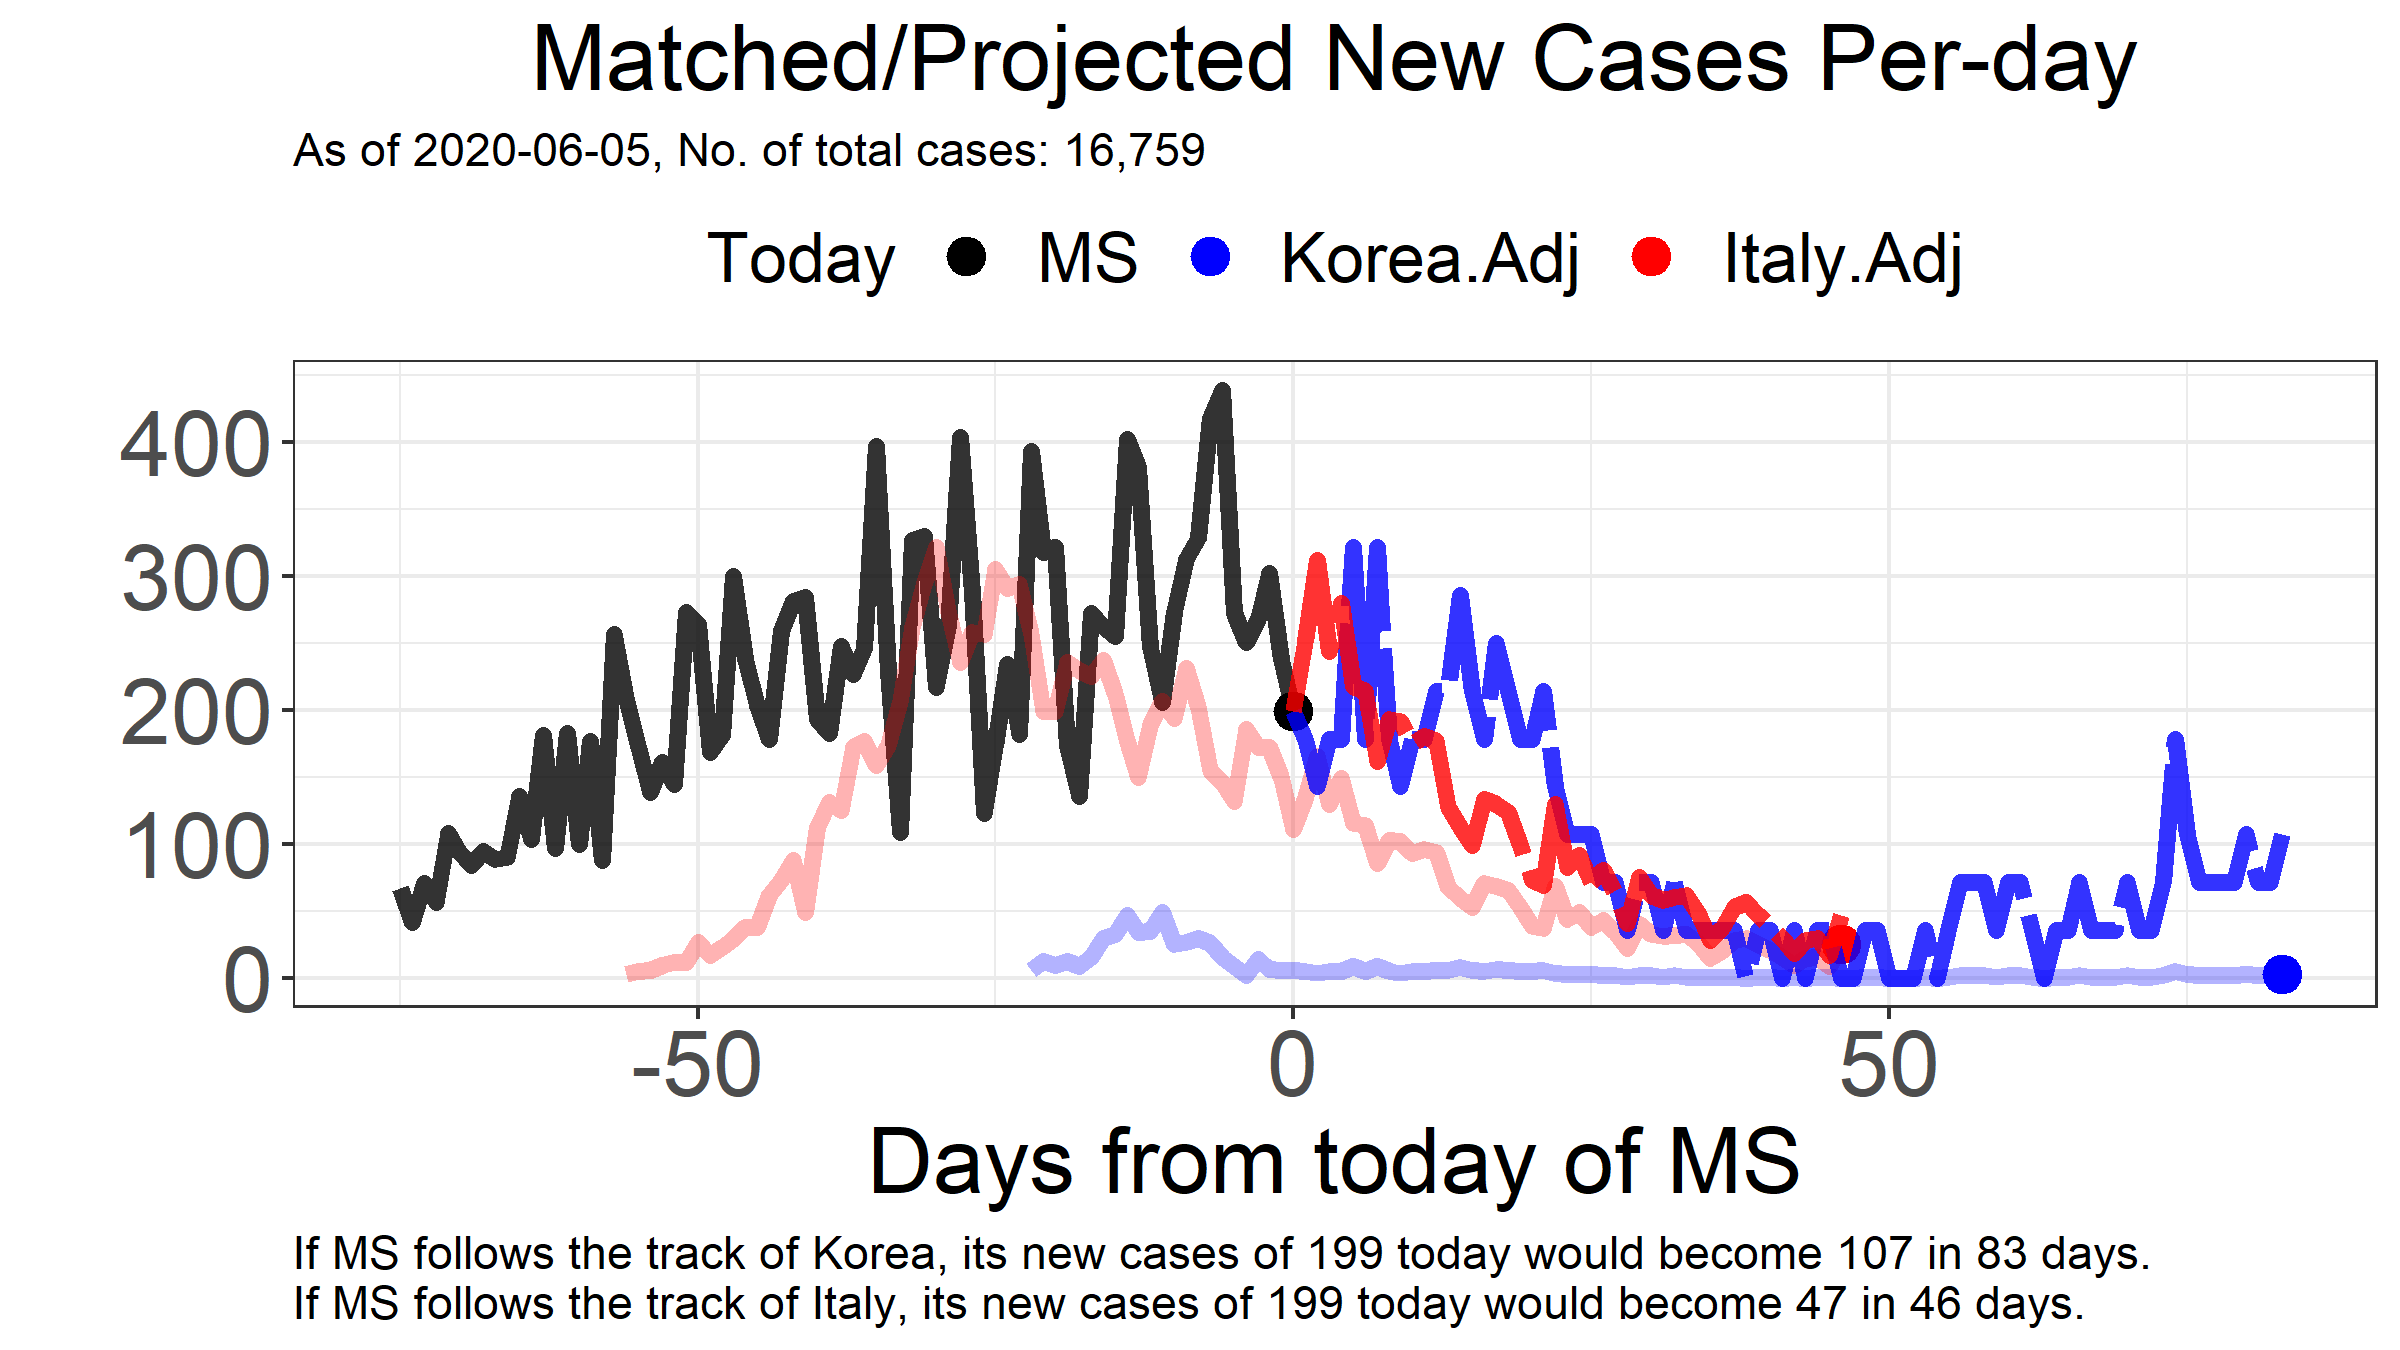 Matched/Projected New Cases Per-day
As of 2020-06-05, No. of total cases: 16,759
Today MS Korea.Adj Italy.Adj
400
300
200
100
0
-50 0 50
Days from today of MS
If MS follows the track of Korea, its new cases of 199 today would become 107 in 83 days.
If MS follows the track of Italy, its new cases of 199 today would become 47 in 46 days.